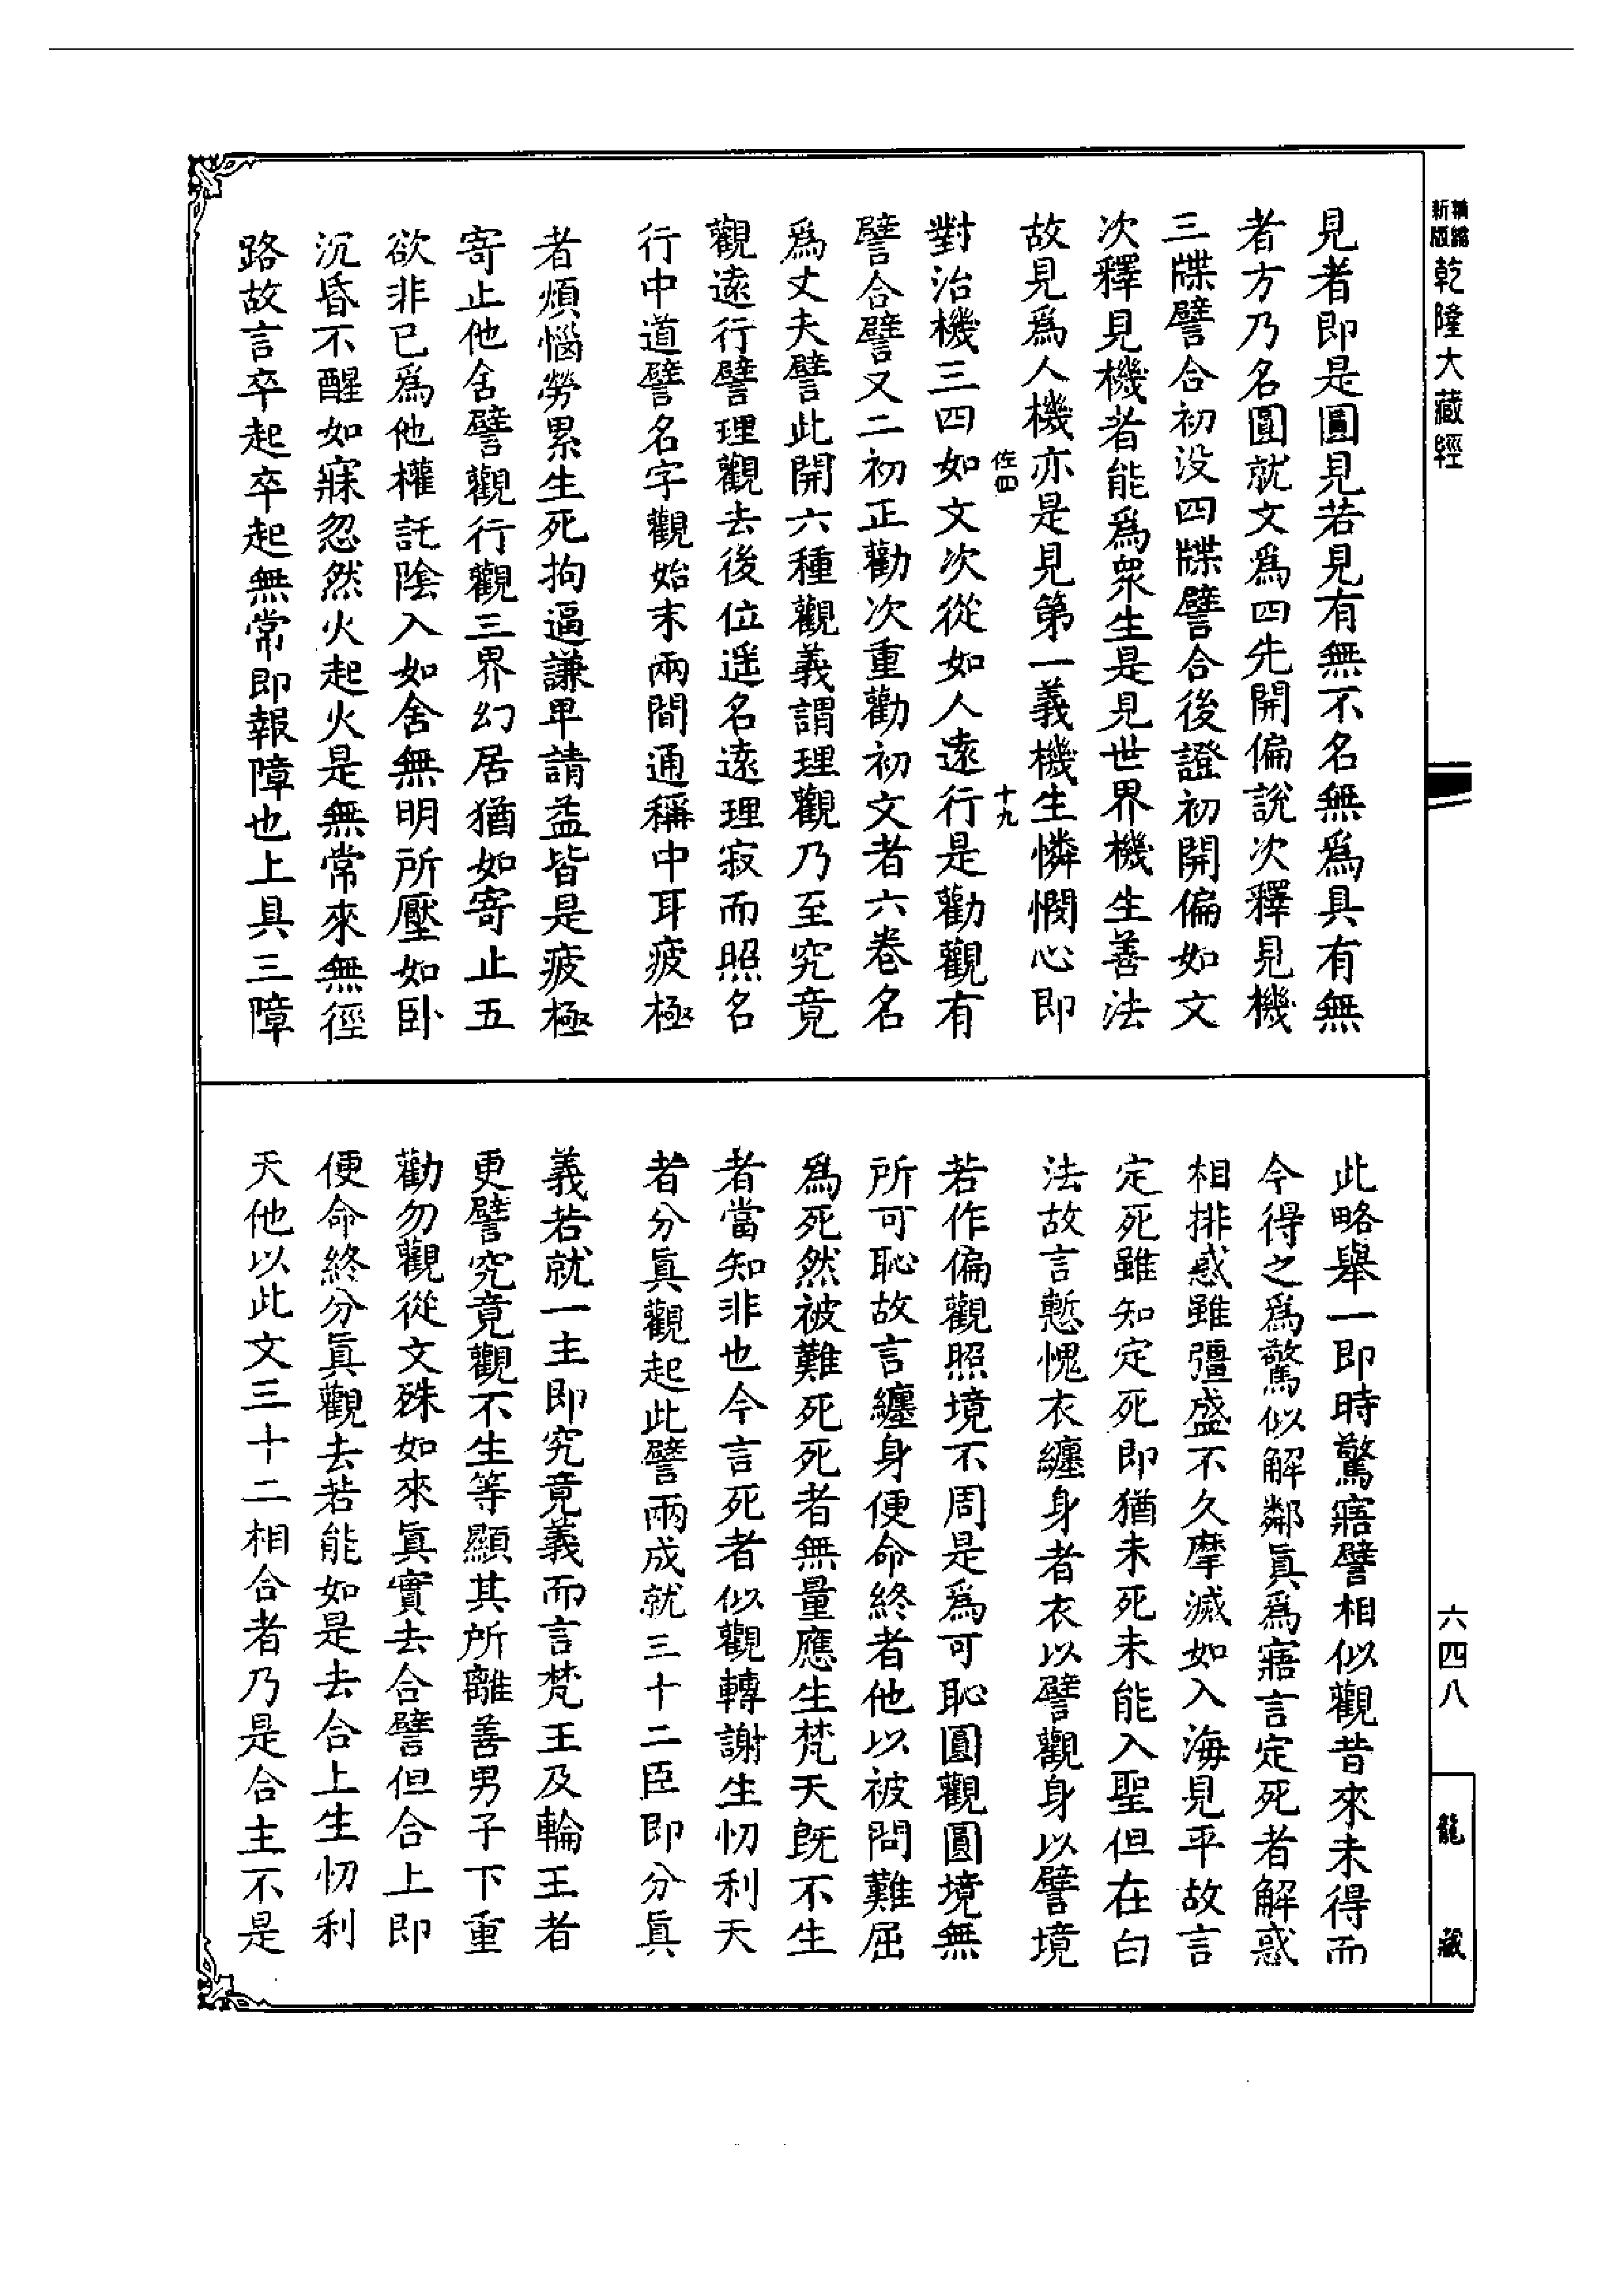 新版
精縮
乾隆大藏經
見者即是圓見若見有無不名無爲具有無
者方乃名圓就文爲四先開偏說次釋見機
三牒譬合初没四牒譬合後證初開偏如文
次釋見機者能爲衆生是見世界機生善法
故見爲人機亦是見第一義機生憐憫心即
佐四
十九
對治機三四如文次從如人遠行是勸觀有
譬合譬又二初正勸次重勸初文者六卷名
爲丈夫譬此開六種觀義謂理觀乃至究竟
觀遠行譬理觀去後位遥名遠理寂而照名
行中道譬名字觀始末兩間通稱中耳疲極
者煩惱勞累生死拘逼謙卑請益皆是疲極
寄止他舍譬觀行觀三界幻居猶如寄止五
欲非已爲他權託陰入如舍無明所壓如卧
沉昏不醒如寐忽然火起火是無常來無徑
路故言卒起卒起無常即報障也上具三障
此略舉一即時驚寤譬相似觀昔來未得而
今得之爲驚似解鄰眞爲寤言定死者解惑
相排惑雖彊盛不久摩滅如入海見平故言
定死雖知定死即猶未死未能入聖但在白
法故言慙愧衣纏身者衣以譬觀身以譬境
若作偏觀照境不周是爲可恥圓觀圓境無
所可恥故言纏身便命終者他以被問難屈
爲死然被難死死者無量應生梵天旣不生
者當知非也今言死者似觀轉謝生忉利天
者分眞觀起此譬兩成就三十二臣即分眞
義若就一主即究竟義而言梵王及輪王者
更譬究竟觀不生等顯其所離善男子下重
勸勿觀從文殊如來眞實去合譬但合上即
便命終分眞觀去若能如是去合上生忉利
天他以此文三十二相合者乃是合主不是
六四八
龍藏